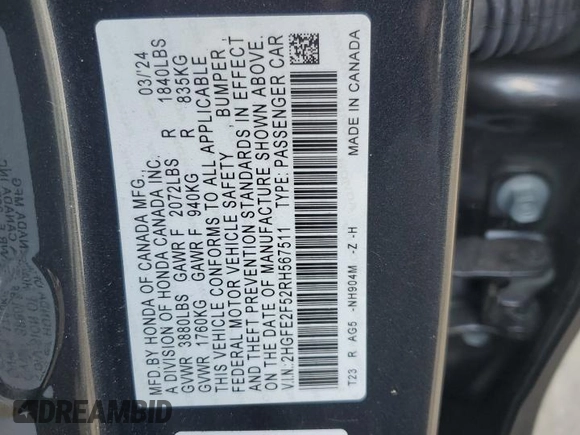 MFD.BY HONDA OF CANADA MFG., 03/'24
A DIVISION OF HONDA CANADA INC.
GVWR 3880LBS GAWR F 2072LBS R 1840LBS
GVWR 1760KG GAWR F 940KG R 835KG
THIS VEHICLE CONFORMS TO ALL APPLICABLE
FEDERAL MOTOR VEHICLE SAFETY , BUMPER ,
AND THEFT PREVENTION STANDARDS IN EFFECT
ON THE DATE OF MANUFACTURE SHOWN ABOVE.
V.I.N:2HGFE2F52RH567511 TYPE: PASSENGER CAR
T23 R AG5 -NH904M -Z -H MADE IN CANADA
DREAMBID